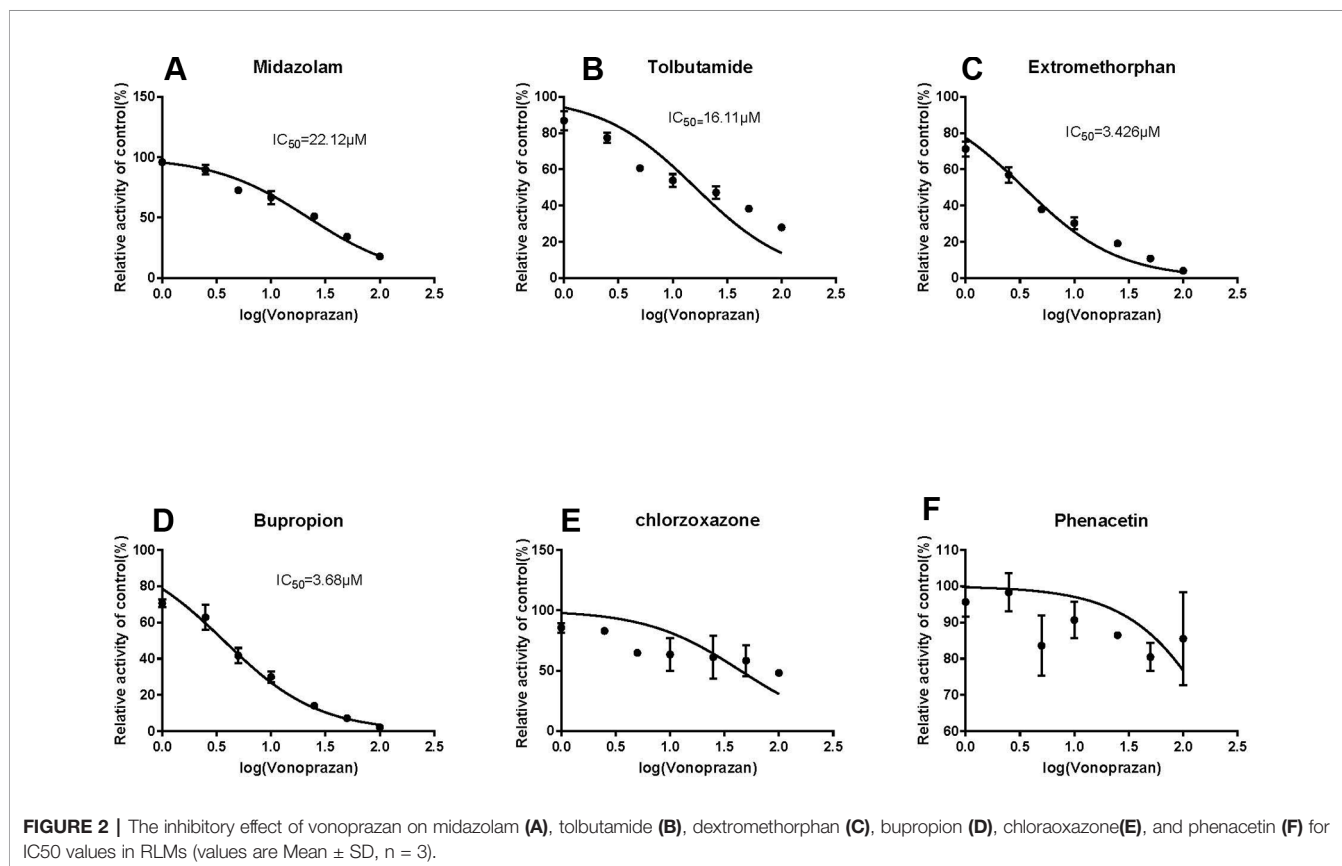 A
Midazolam
Relative activity of control(%)
150
100
50
0
IC50=22.12µM
0.0 0.5 1.0 1.5 2.0 2.5
log(Vonoprazan)
B
Tolbutamide
Relative activity of control(%)
100
80
60
40
20
0
IC50=16.11µM
0.0 0.5 1.0 1.5 2.0 2.5
log(Vonoprazan)
C
Extromethorphan
Relative activity of control(%)
100
80
60
40
20
0
IC50=3.426µM
0.0 0.5 1.0 1.5 2.0 2.5
log(Vonoprazan)
D
Bupropion
Relative activity of control(%)
100
80
60
40
20
0
IC50=3.68µM
0.0 0.5 1.0 1.5 2.0 2.5
log(Vonoprazan)
E
chlorzoxazone
Relative activity of control(%)
150
100
50
0
0.0 0.5 1.0 1.5 2.0 2.5
log(Vonoprazan)
F
Phenacetin
Relative activity of control(%)
110
100
90
80
70
60
0.0 0.5 1.0 1.5 2.0 2.5
log(Vonoprazan)
FIGURE 2 | The inhibitory effect of vonoprazan on midazolam (A), tolbutamide (B), dextromethorphan (C), bupropion (D), chloraoxazone(E), and phenacetin (F) for
IC50 values in RLMs (values are Mean ± SD, n = 3).